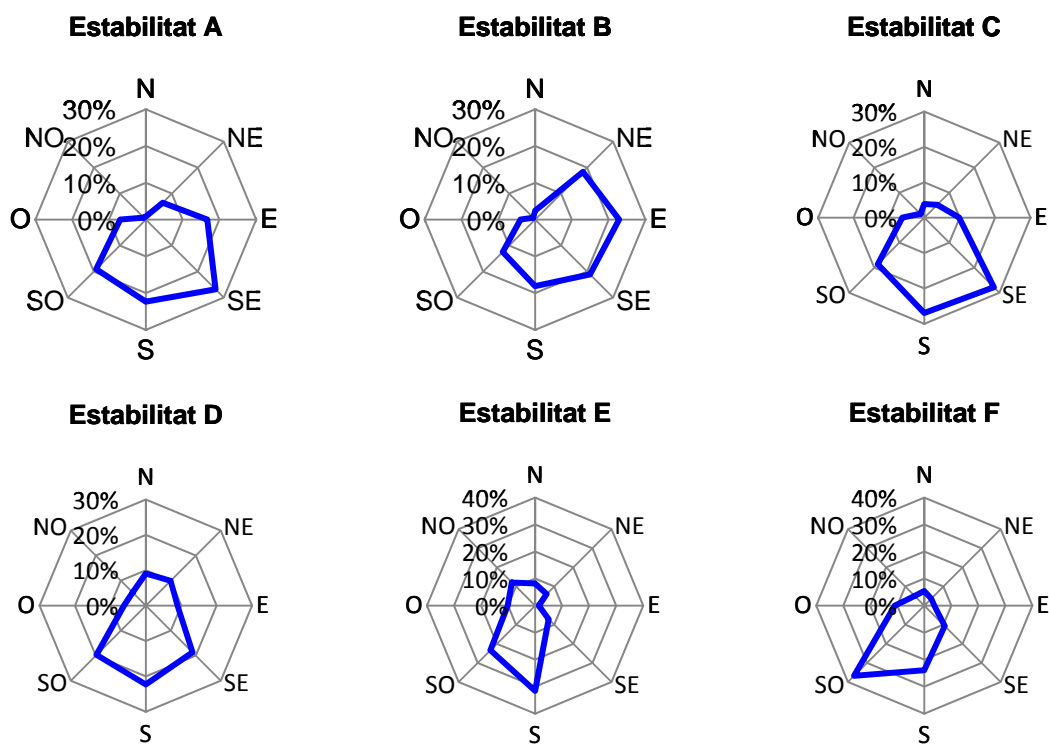 Estabilitat A
N
30%
NO
20%
NE
10%
O
0%
E
SO
SE
S
Estabilitat B
N
30%
NO
20%
NE
10%
O
0%
E
SO
SE
S
Estabilitat C
N
30%
NO
20%
NE
10%
O
0%
E
SO
SE
S
Estabilitat D
N
30%
NO
20%
NE
10%
O
0%
E
SO
SE
S
Estabilitat E
N
40%
NO
30%
NE
20%
10%
O
0%
E
SO
SE
S
Estabilitat F
N
40%
NO
30%
NE
20%
10%
O
0%
E
SO
SE
S